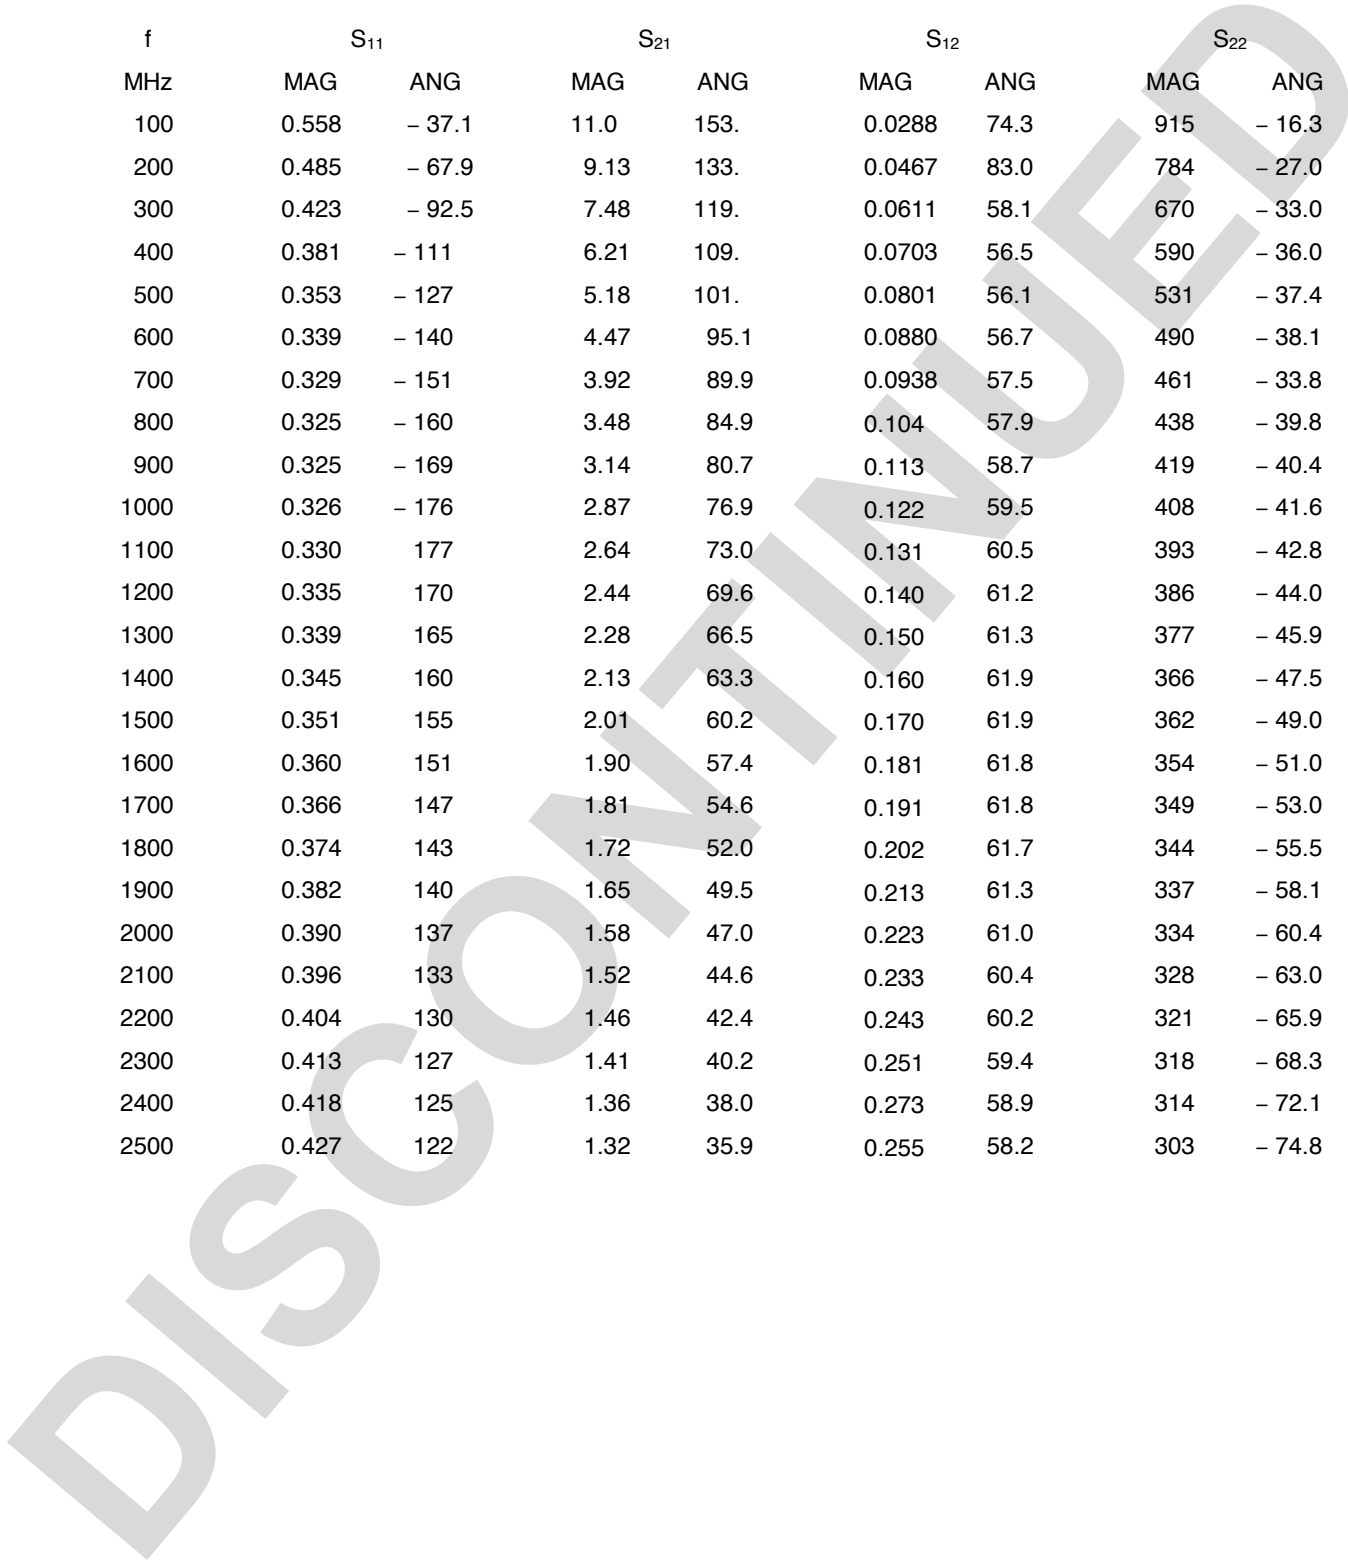 f S₁₁ S₂₁ S₁₂ S₂₂
MHz MAG ANG MAG ANG MAG ANG MAG ANG
100 0.558 − 37.1 11.0 153. 0.0288 74.3 915 − 16.3
200 0.485 − 67.9 9.13 133. 0.0467 83.0 784 − 27.0
300 0.423 − 92.5 7.48 119. 0.0611 58.1 670 − 33.0
400 0.381 − 111 6.21 109. 0.0703 56.5 590 − 36.0
500 0.353 − 127 5.18 101. 0.0801 56.1 531 − 37.4
600 0.339 − 140 4.47 95.1 0.0880 56.7 490 − 38.1
700 0.329 − 151 3.92 89.9 0.0938 57.5 461 − 33.8
800 0.325 − 160 3.48 84.9 0.104 57.9 438 − 39.8
900 0.325 − 169 3.14 80.7 0.113 58.7 419 − 40.4
1000 0.326 − 176 2.87 76.9 0.122 59.5 408 − 41.6
1100 0.330 177 2.64 73.0 0.131 60.5 393 − 42.8
1200 0.335 170 2.44 69.6 0.140 61.2 386 − 44.0
1300 0.339 165 2.28 66.5 0.150 61.3 377 − 45.9
1400 0.345 160 2.13 63.3 0.160 61.9 366 − 47.5
1500 0.351 155 2.01 60.2 0.170 61.9 362 − 49.0
1600 0.360 151 1.90 57.4 0.181 61.8 354 − 51.0
1700 0.366 147 1.81 54.6 0.191 61.8 349 − 53.0
1800 0.374 143 1.72 52.0 0.202 61.7 344 − 55.5
1900 0.382 140 1.65 49.5 0.213 61.3 337 − 58.1
2000 0.390 137 1.58 47.0 0.223 61.0 334 − 60.4
2100 0.396 133 1.52 44.6 0.233 60.4 328 − 63.0
2200 0.404 130 1.46 42.4 0.243 60.2 321 − 65.9
2300 0.413 127 1.41 40.2 0.251 59.4 318 − 68.3
2400 0.418 125 1.36 38.0 0.273 58.9 314 − 72.1
2500 0.427 122 1.32 35.9 0.255 58.2 303 − 74.8
DISCONTINUED